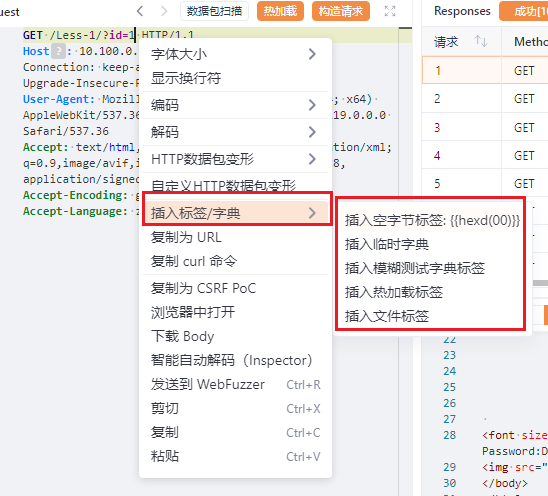 uest
数据包扫描
热加载
构造请求
Responses
成功[10
GET·/Less-1/?id=1 HTTP/1.1
Host ? : 10.100.0.
Connection: keep-a
Upgrade-Insecure-R
User-Agent: Mozill
; x64)
AppleWebKit/537.36
19.0.0.0
Safari/537.36
Accept: text/html,
tion/xml;
q=0.9,image/avif,i
8,
application/signed
Accept-Encoding: g
Accept-Language: z
字体大小
显示换行符
编码
解码
HTTP数据包变形
自定义HTTP数据包变形
插入标签/字典
复制为 URL
复制 curl 命令
复制为 CSRF PoC
浏览器中打开
下载 Body
智能自动解码（Inspector）
发送到 WebFuzzer Ctrl+R
剪切 Ctrl+X
复制 Ctrl+C
粘贴 Ctrl+V
插入空字节标签: {{hexd(00)}}
插入临时字典
插入模糊测试字典标签
插入热加载标签
插入文件标签
请求
Metho
1 GET
2 GET
3 GET
4 GET
5 GET
22
23
24
25
26
27
28 <font size
Password:D
29 <img src="
30 </body>
</html